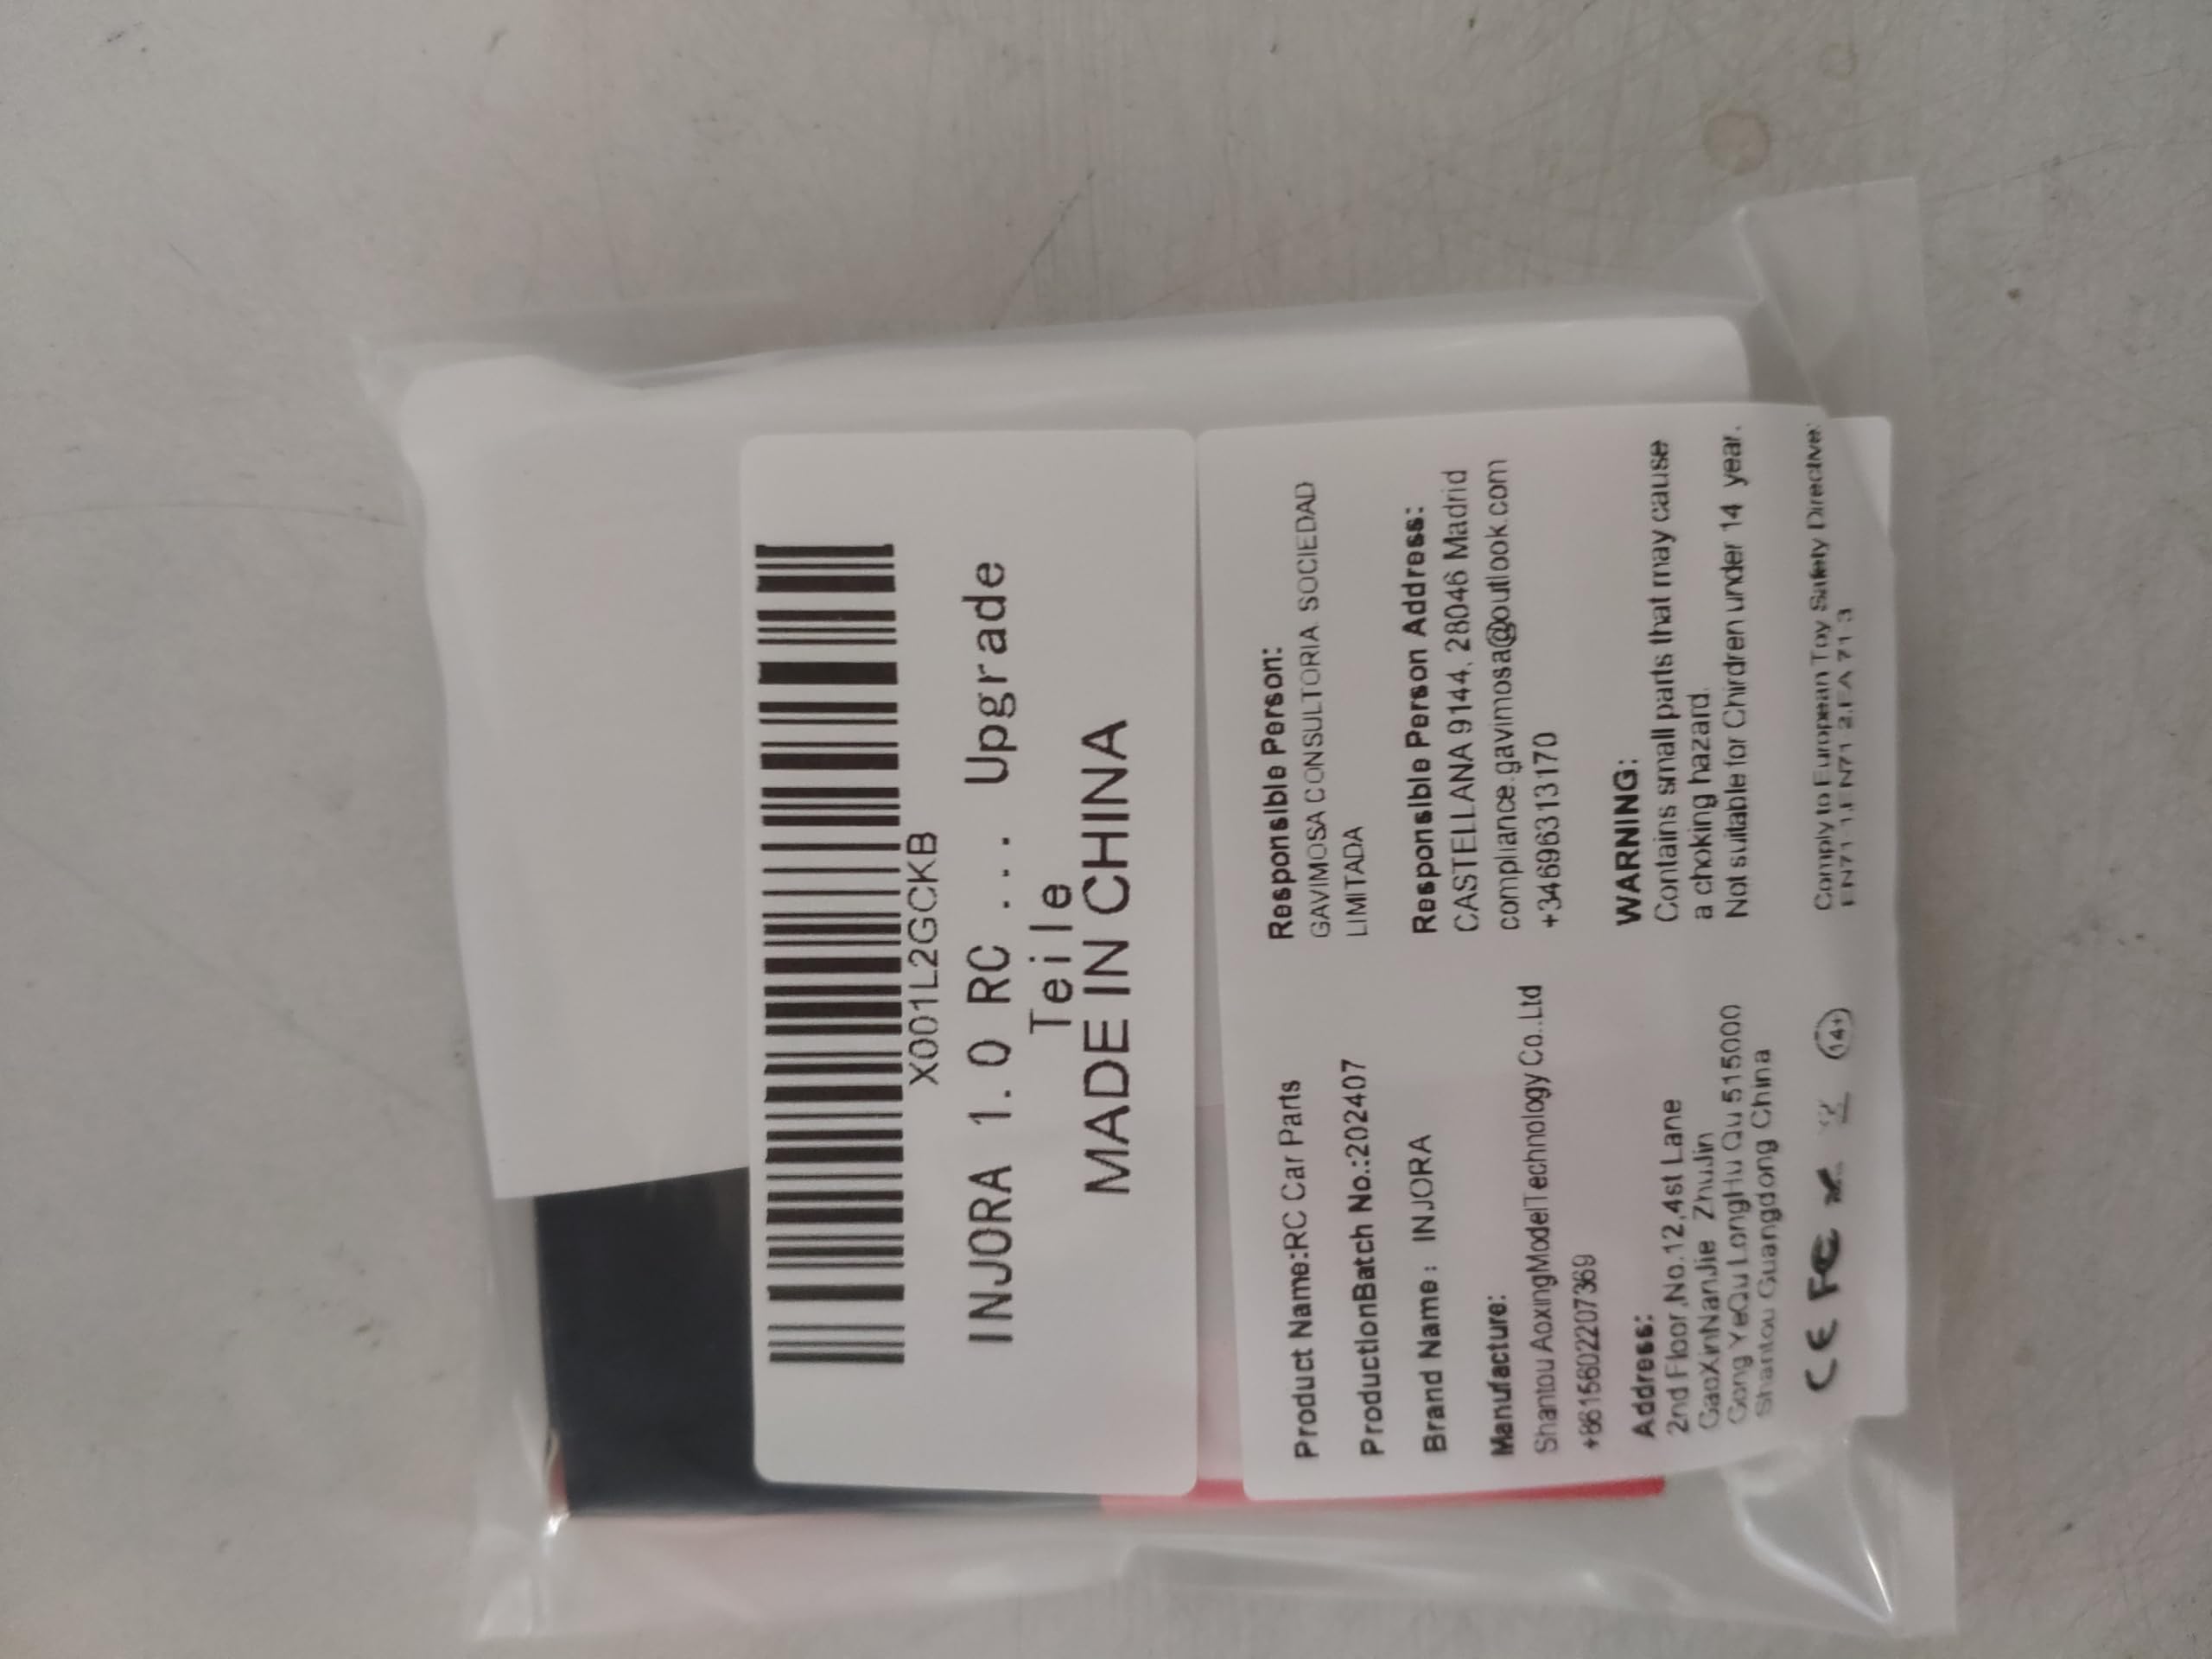 X001L2GCKB
INJORA 1.0 RC ... Upgrade
Teile
MADE IN CHINA
Product Name:RC Car Parts
ProductionBatch No.:202407
Brand Name: INJORA
Manufacture:
Shantou AoxingModelTechnology Co.,Ltd
+8615602207369
Address:
2nd Floor,No.12,4st Lane
GaoXinNanJie ZhuJin
Gong YeQu LongHu Qu 515000
Shantou Guangdong China
CE FC
14+
Responsible Person:
GAVIMOSA CONSULTORIA, SOCIEDAD
LIMITADA
Responsible Person Address:
CASTELLANA 9144, 28046 Madrid
compliance.gavimosa@outlook.com
+34696313170
WARNING:
Contains small parts that may cause
a choking hazard.
Not suitable for Chirdren under 14 year.
Comply to European Toy Safety Directive:
EN71